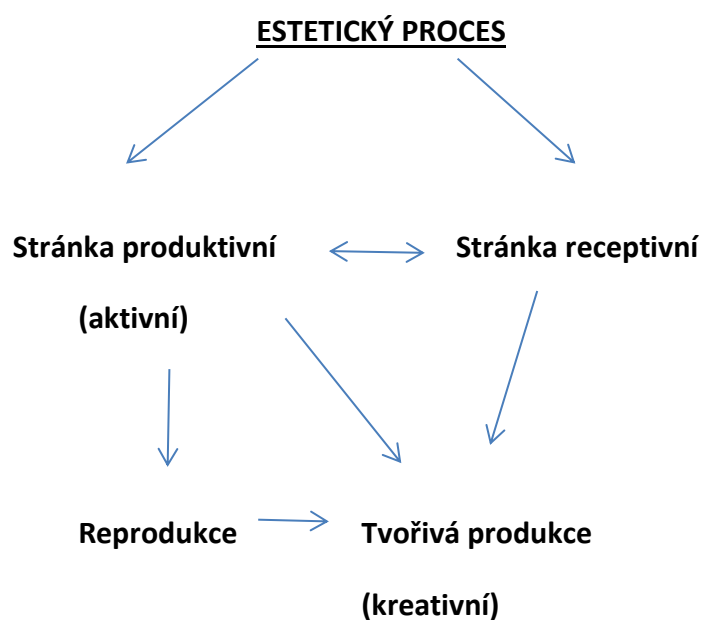 ESTETICKÝ PROCES
Stránka produktivní
Stránka receptivní
(aktivní)
Reprodukce
Tvořivá produkce
(kreativní)